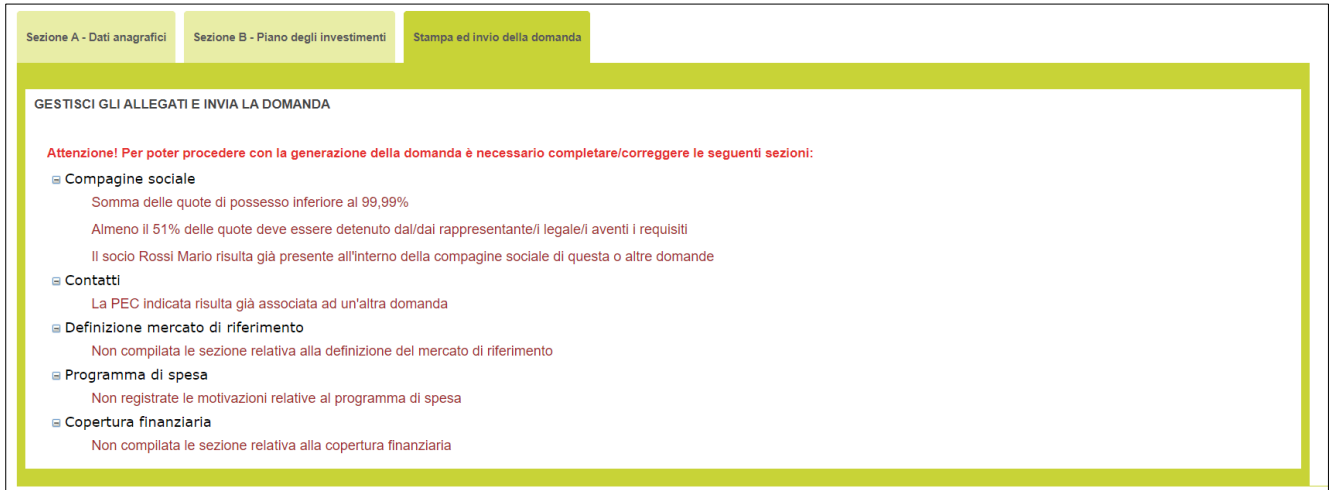 Sezione A - Dati anagrafici
Sezione B - Piano degli investimenti
Stampa ed invio della domanda
GESTISCI GLI ALLEGATI E INVIA LA DOMANDA
Attenzione! Per poter procedere con la generazione della domanda è necessario completare/correggere le seguenti sezioni:
Compagine sociale
Somma delle quote di possesso inferiore al 99,99%
Almeno il 51% delle quote deve essere detenuto dal/dai rappresentante/i legale/i aventi i requisiti
Il socio Rossi Mario risulta già presente all'interno della compagine sociale di questa o altre domande
Contatti
La PEC indicata risulta già associata ad un'altra domanda
Definizione mercato di riferimento
Non compilata le sezione relativa alla definizione del mercato di riferimento
Programma di spesa
Non registrate le motivazioni relative al programma di spesa
Copertura finanziaria
Non compilata le sezione relativa alla copertura finanziaria